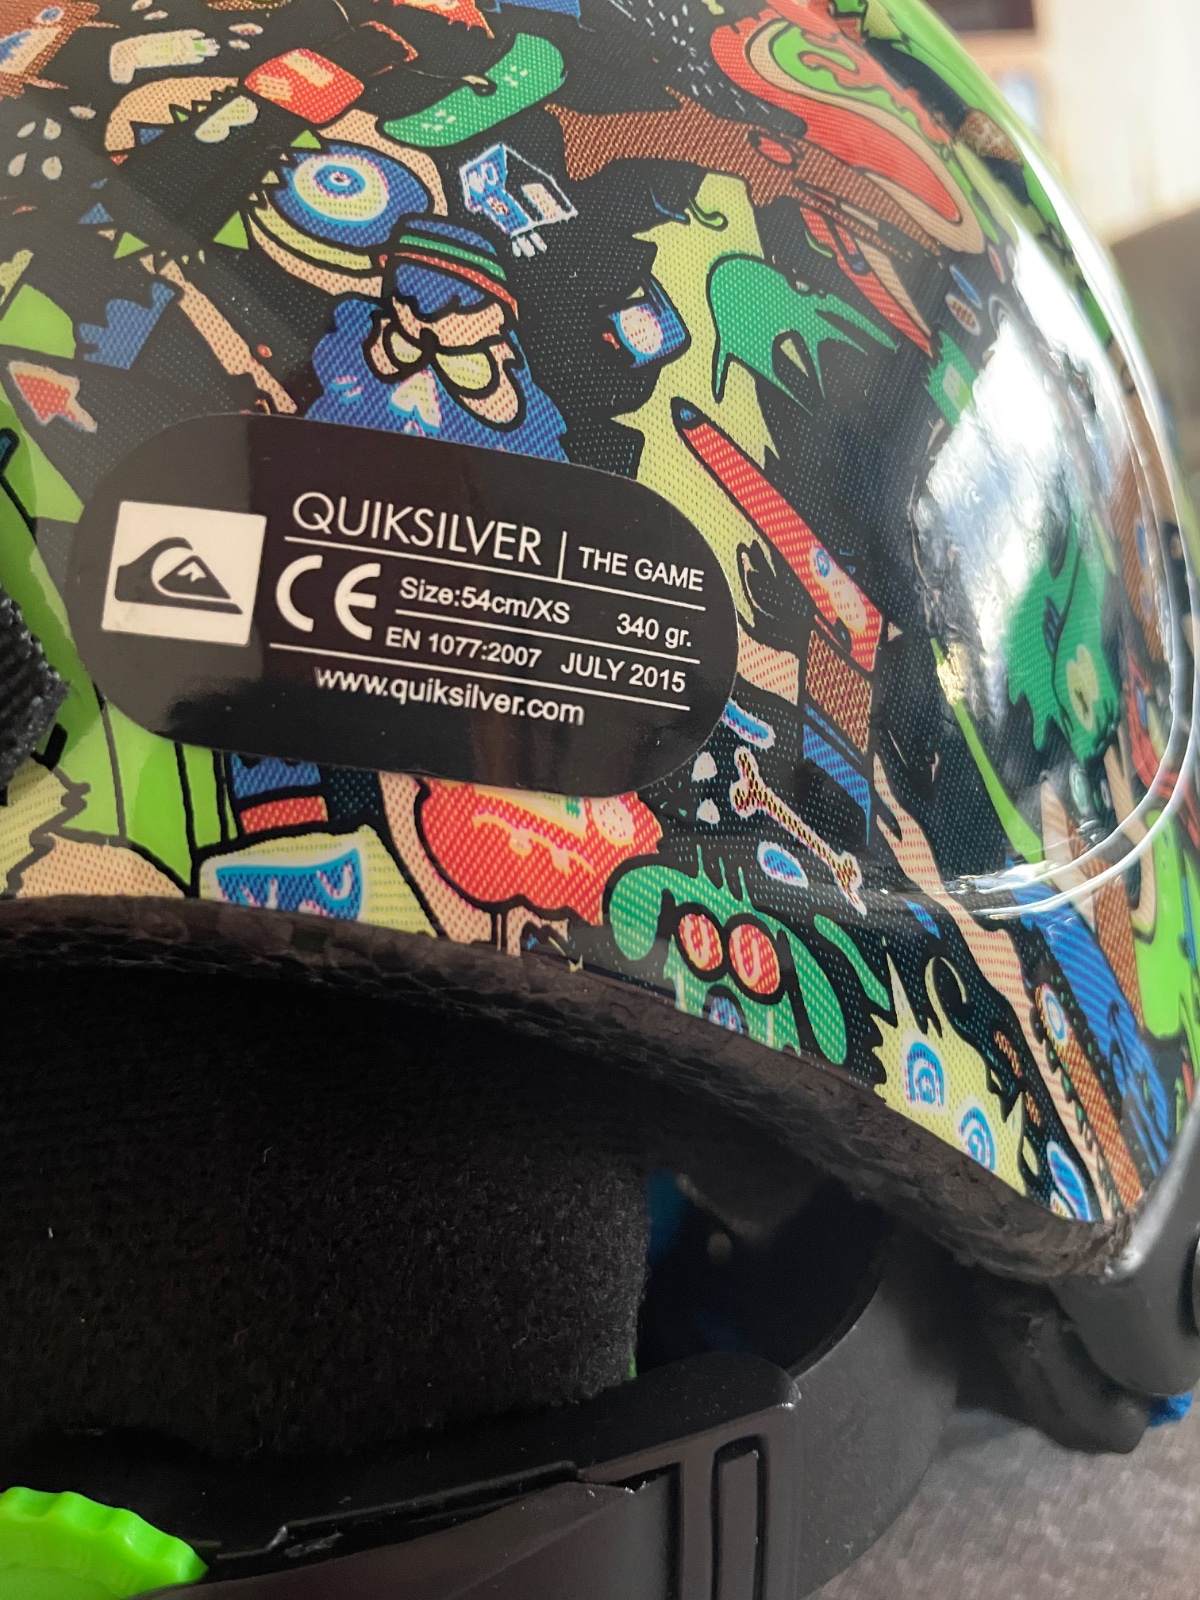 QUIKSILVER | THE GAME
CE Size:54cm/XS 340 gr.
EN 1077:2007 JULY 2015
www.quiksilver.com